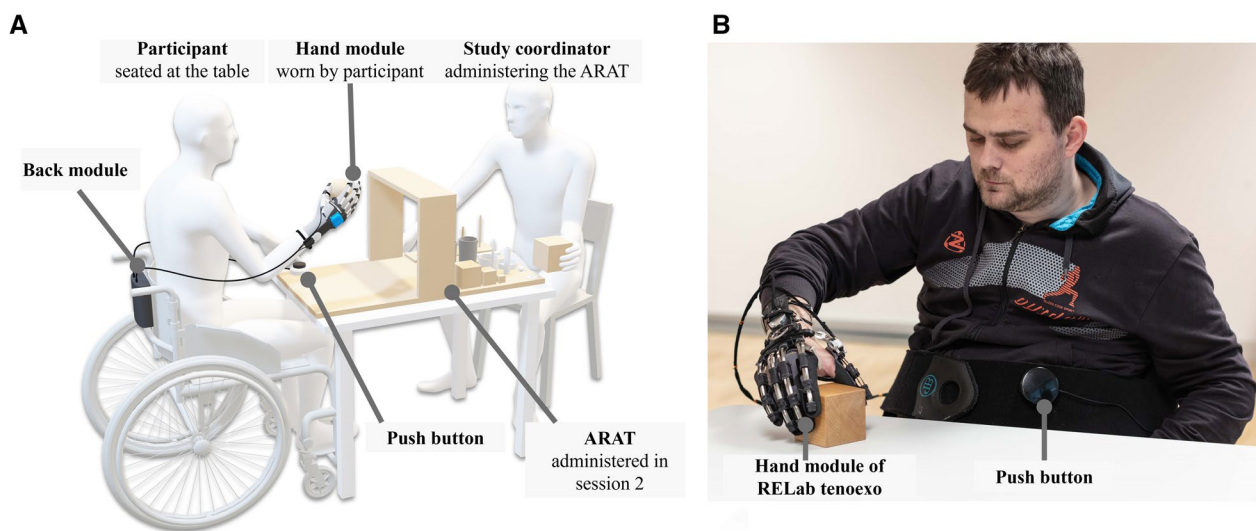 A
B
Participant
seated at the table
Hand module
worn by participant
Study coordinator
administering the ARAT
Back module
Push button
ARAT
administered in
session 2
Hand module of
RELab tenoexo
Push button